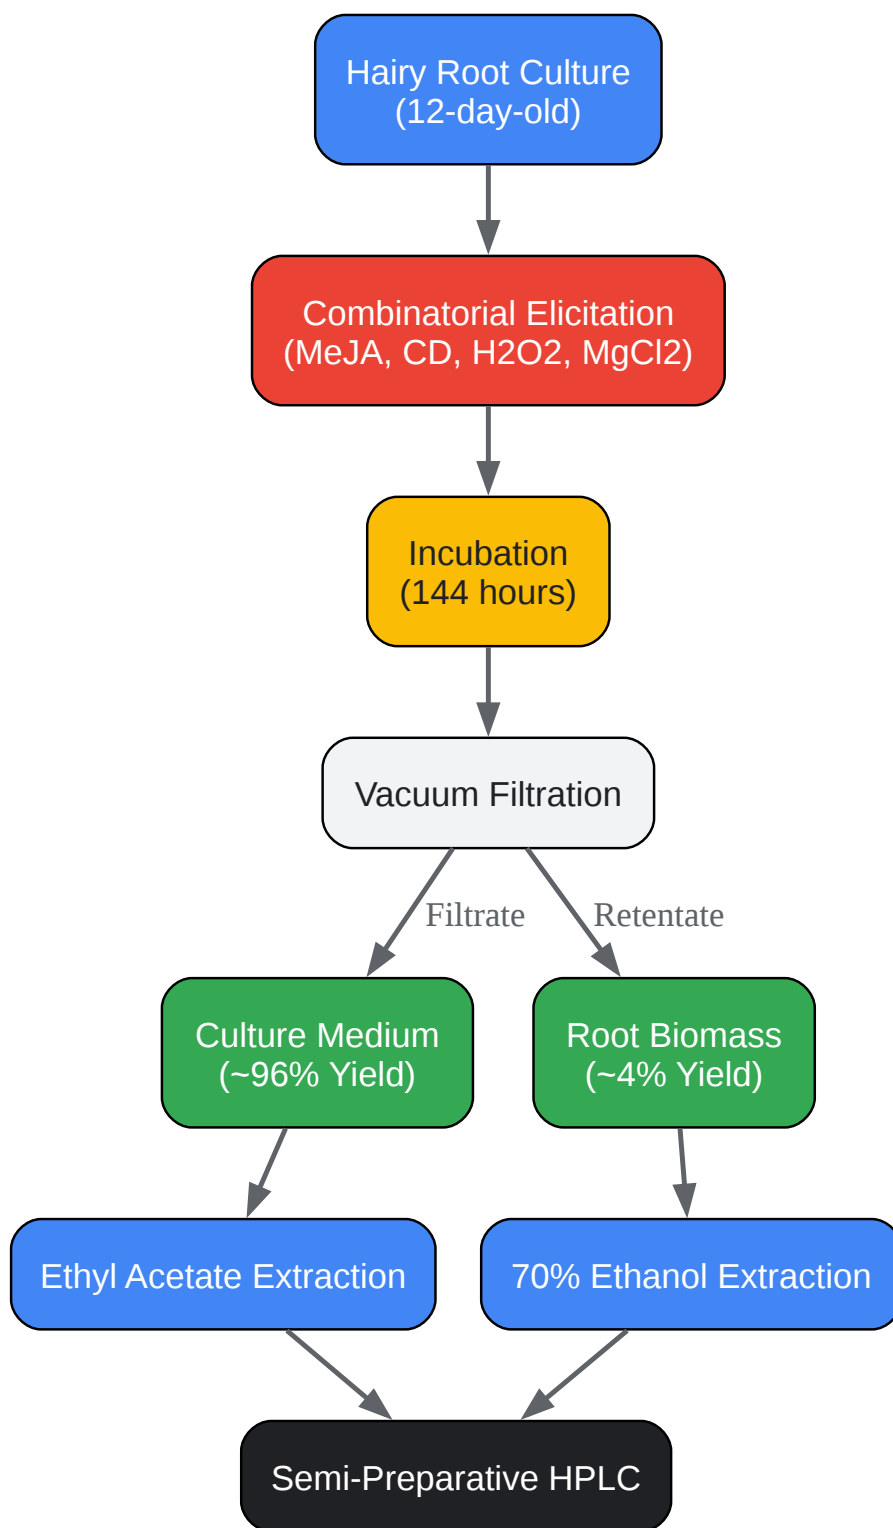 Hairy Root Culture
(12-day-old)
Combinatorial Elicitation
(MeJA, CD, H2O2, MgCl2)
Incubation
(144 hours)
Vacuum Filtration
Filtrate
Retentate
Culture Medium
(~96% Yield)
Root Biomass
(~4% Yield)
Ethyl Acetate Extraction
70% Ethanol Extraction
Semi-Preparative HPLC